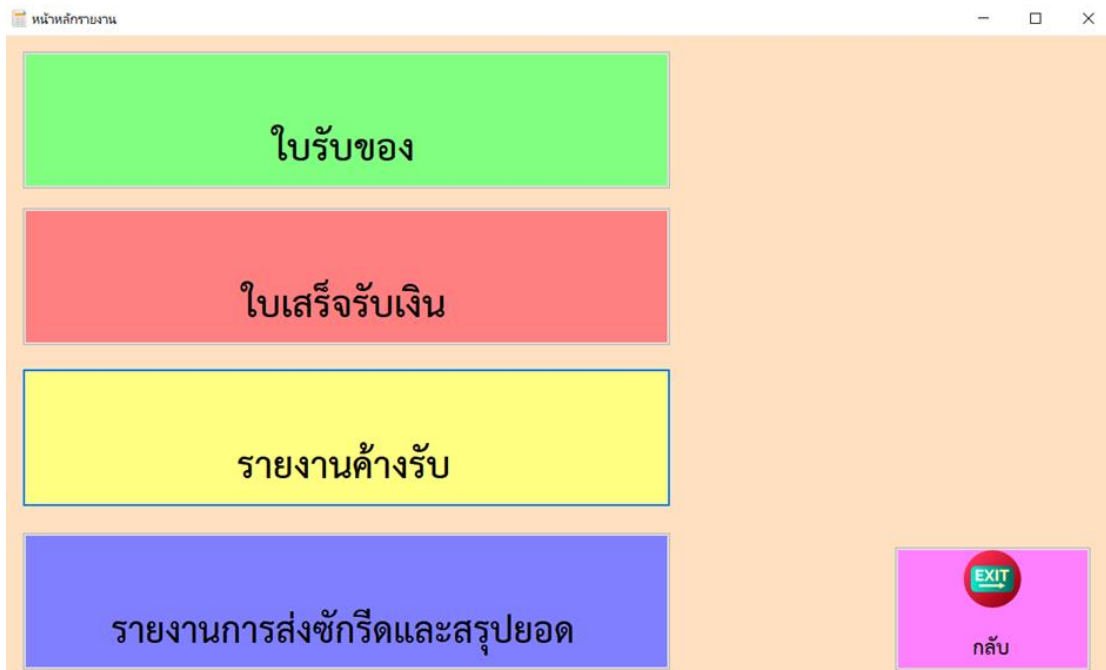 หน้าหลักรายงาน
ใบรับของ
ใบเสร็จรับเงิน
รายงานค้างรับ
รายงานการส่งซักรีดและสรุปยอด
EXIT
กลับ